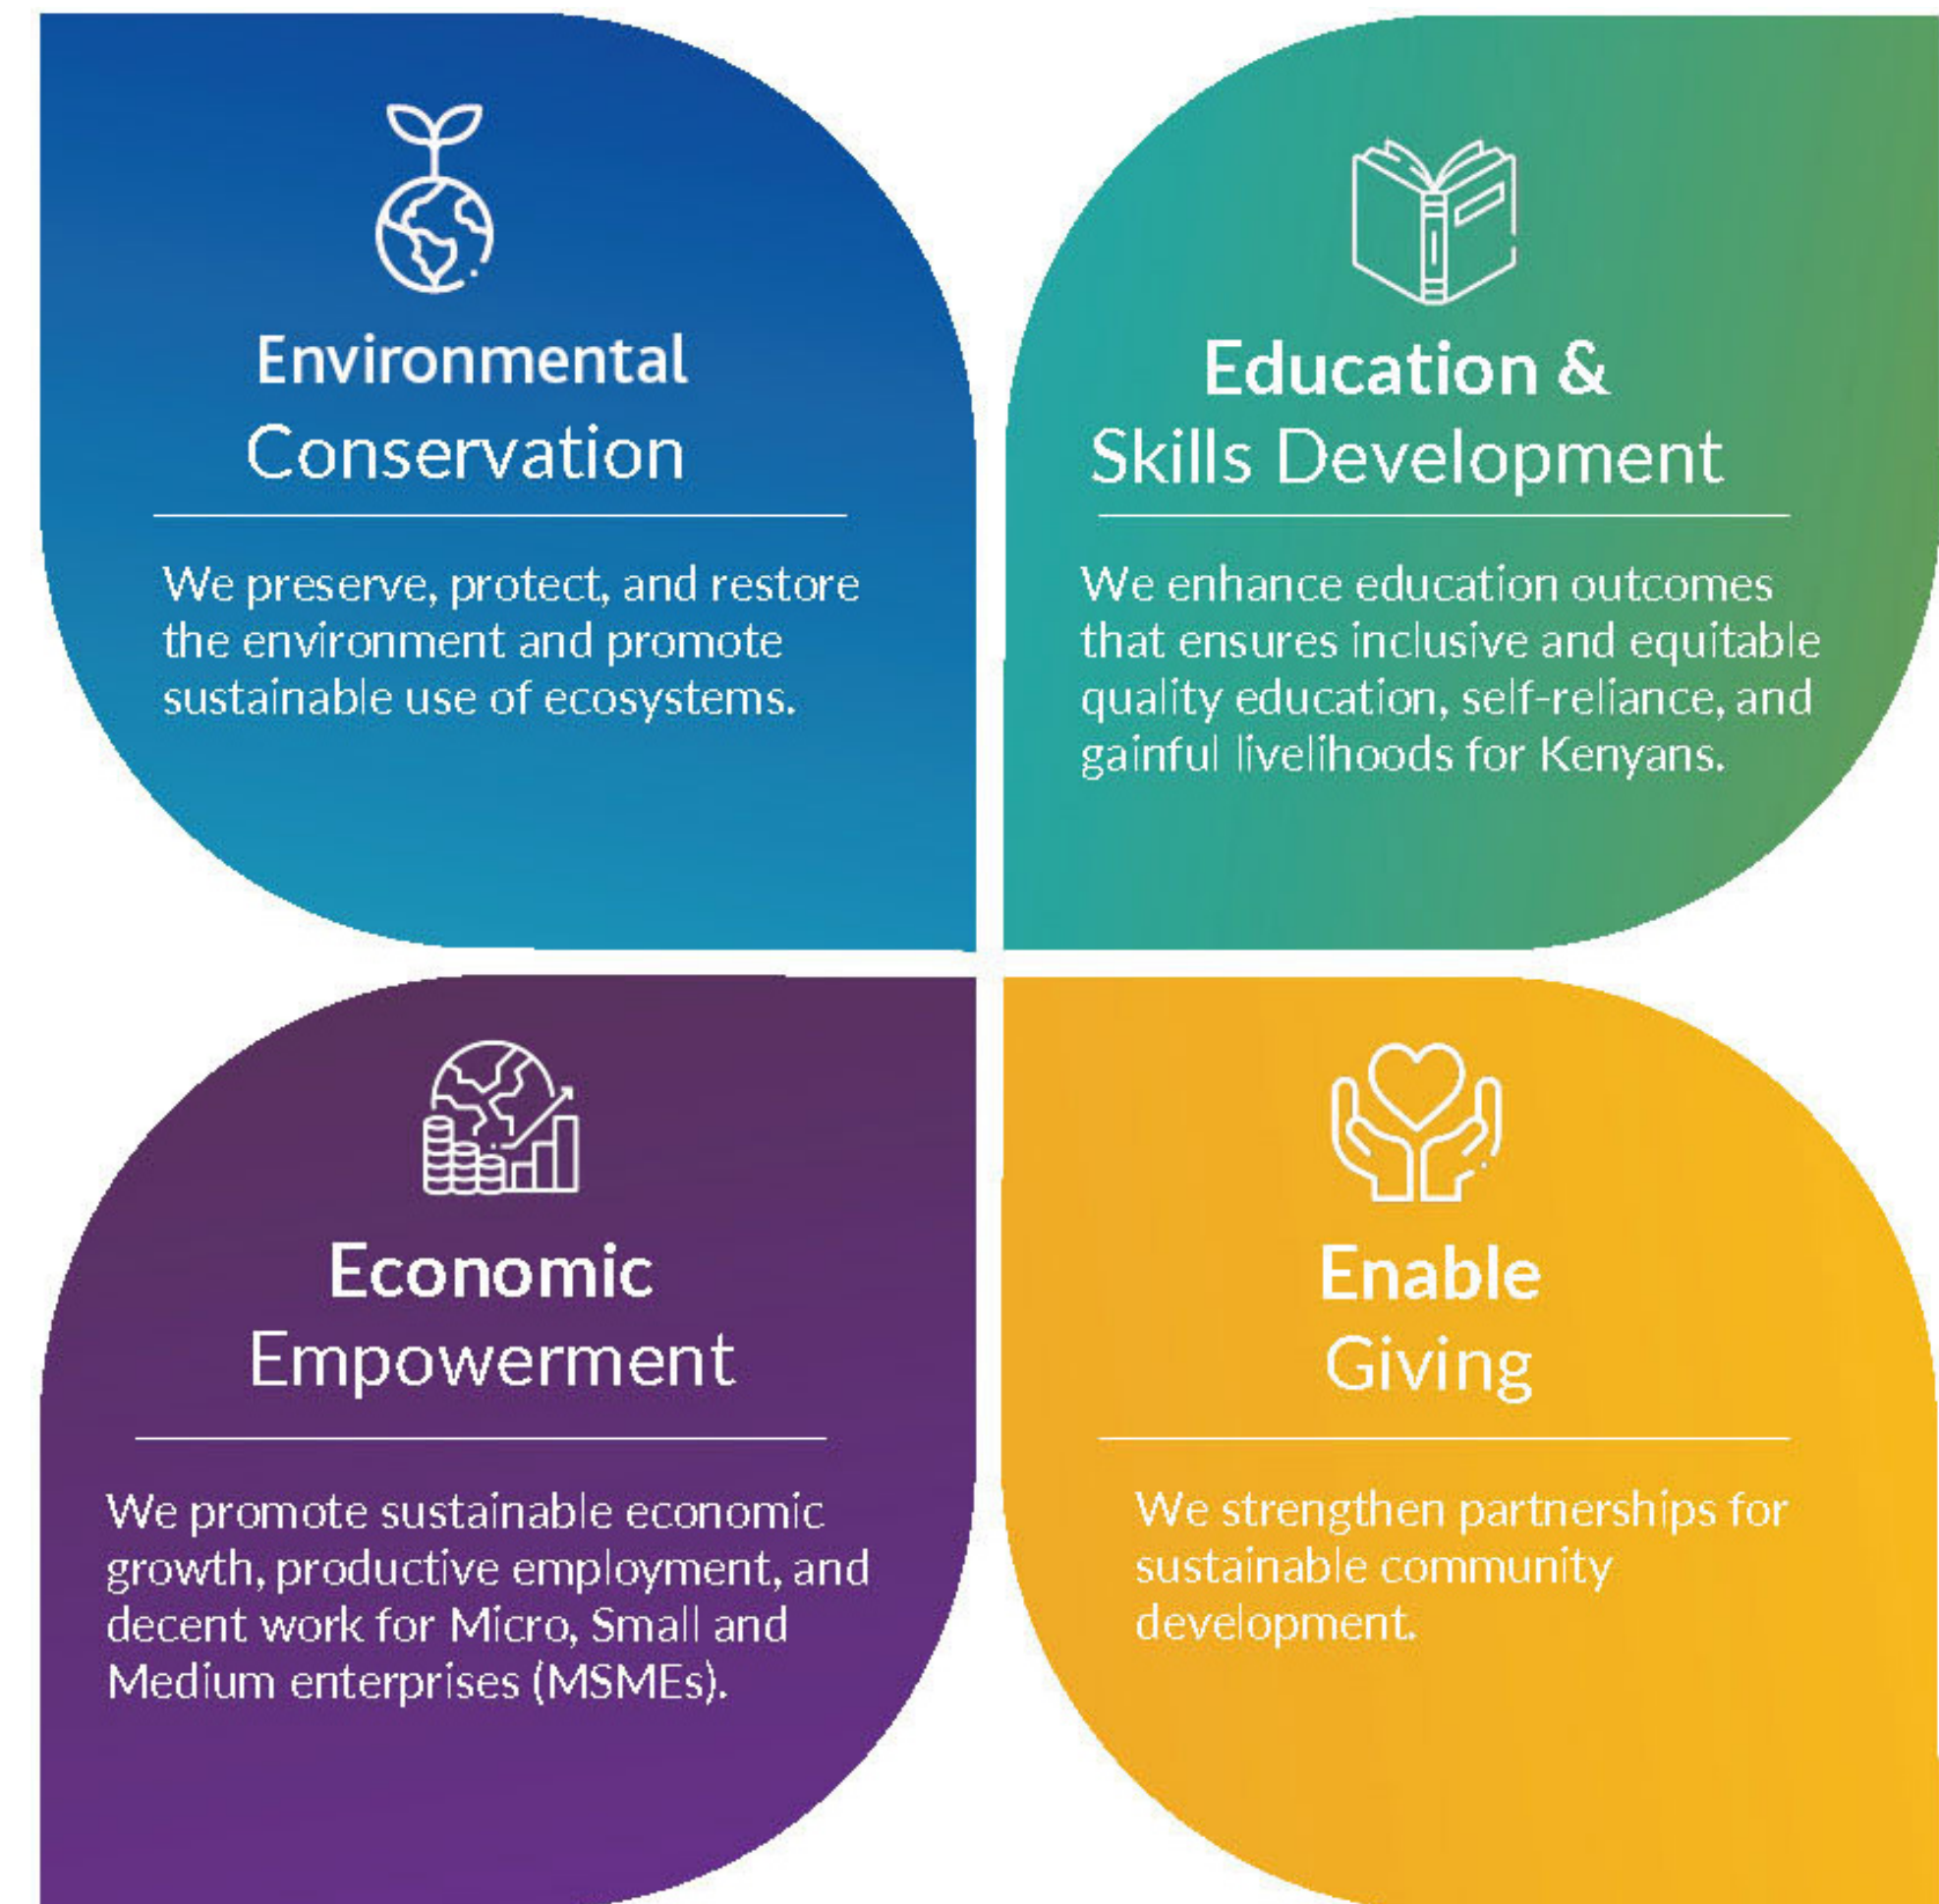 Environmental
Conservation
We preserve, protect, and restore
the environment and promote
sustainable use of ecosystems.
Education &
Skills Development
We enhance education outcomes
that ensures inclusive and equitable
quality education, self-reliance, and
gainful livelihoods for Kenyans.
Economic
Empowerment
We promote sustainable economic
growth, productive employment, and
decent work for Micro, Small and
Medium enterprises (MSMEs).
Enable
Giving
We strengthen partnerships for
sustainable community
development.